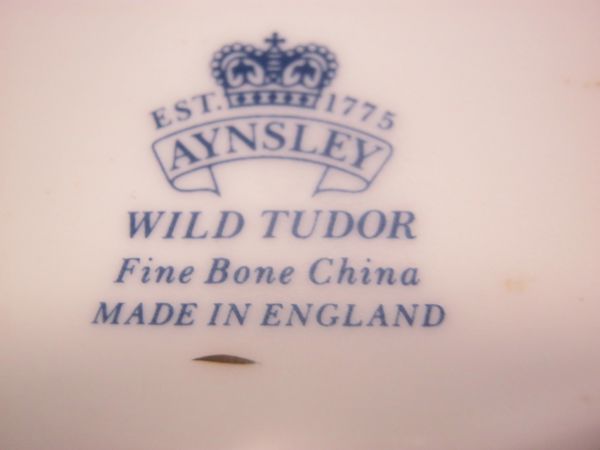 EST. 1775
AYNSLEY
WILD TUDOR
Fine Bone China
MADE IN ENGLAND